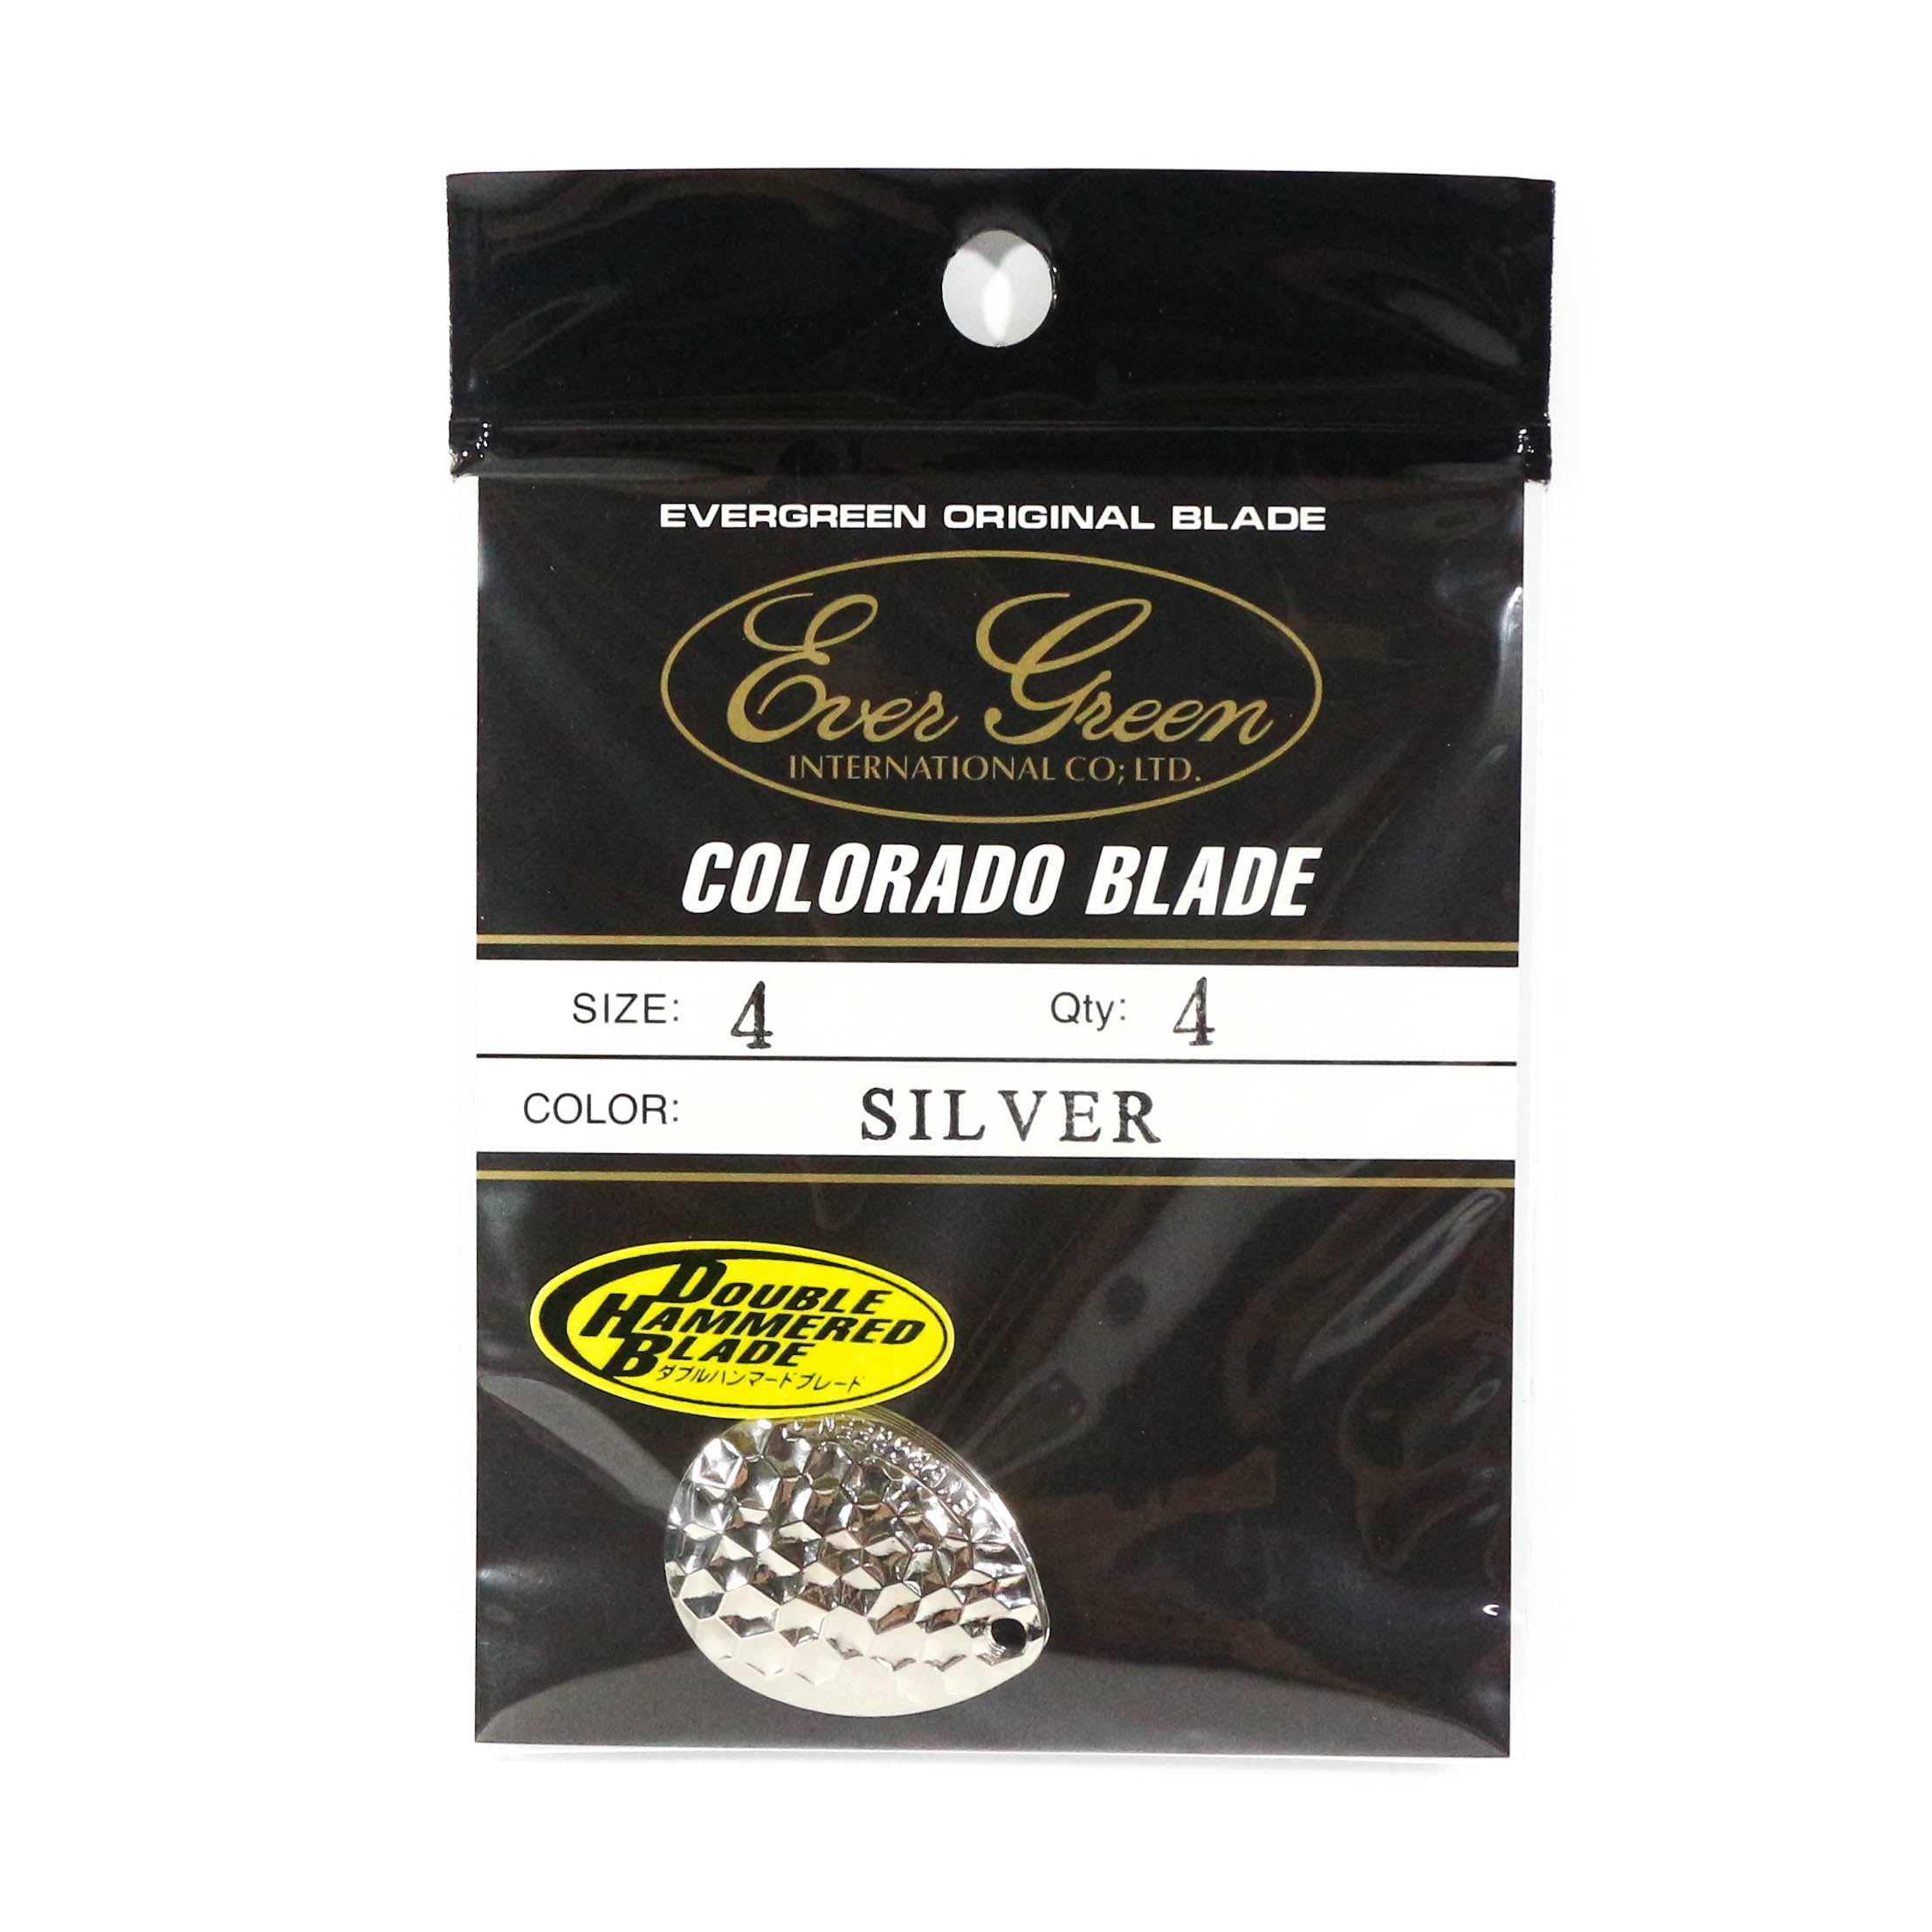 EVERGREEN ORIGINAL BLADE
Ever Green
INTERNATIONAL CO; LTD.
COLORADO BLADE
SIZE: 4 Qty: 4
COLOR: SILVER
DOUBLE
HAMMERED
BLADE
ダブルハンマードブレード